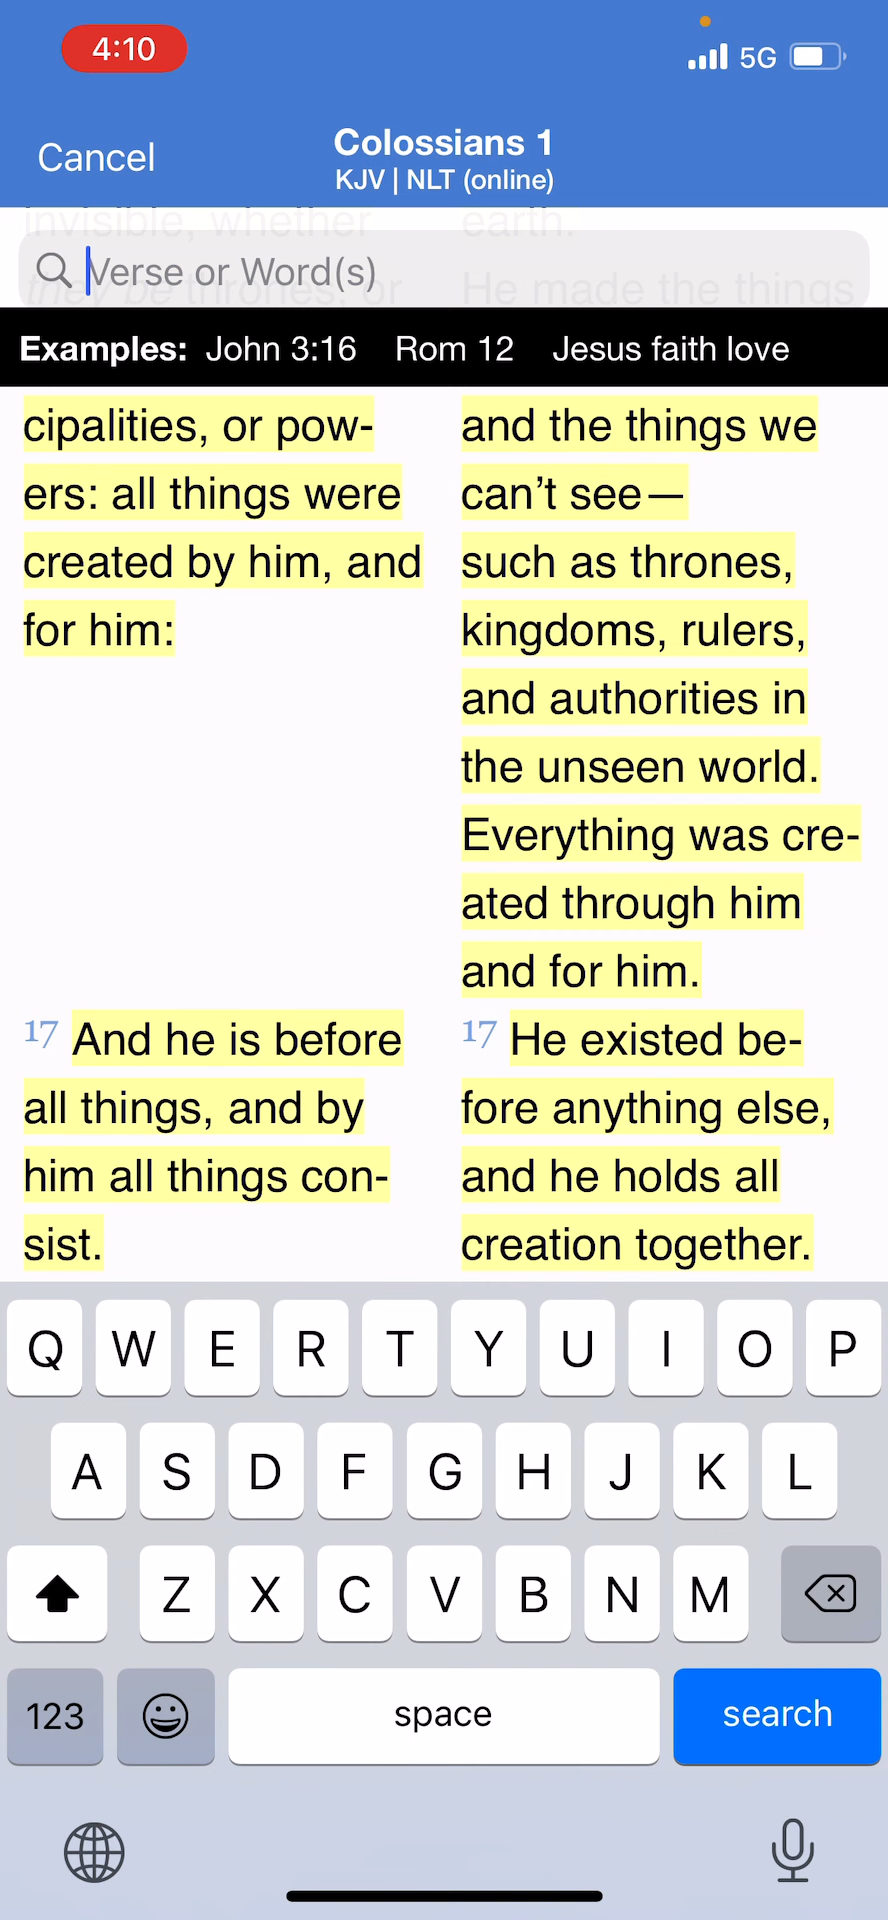 4:10
5G
Cancel
Colossians 1
KJV | NLT (online)
invisible, whether
earth.
Verse or Word(s)
they be thrones, or
He made the things
Examples: John 3:16 Rom 12 Jesus faith love
cipalities, or pow-
ers: all things were
created by him, and
for him:
and the things we
can’t see—
such as thrones,
kingdoms, rulers,
and authorities in
the unseen world.
Everything was cre-
ated through him
and for him.
17 And he is before
all things, and by
him all things con-
sist.
17 He existed be-
fore anything else,
and he holds all
creation together.
Q W E R T Y U I O P
A S D F G H J K L
Z X C V B N M
123 space search